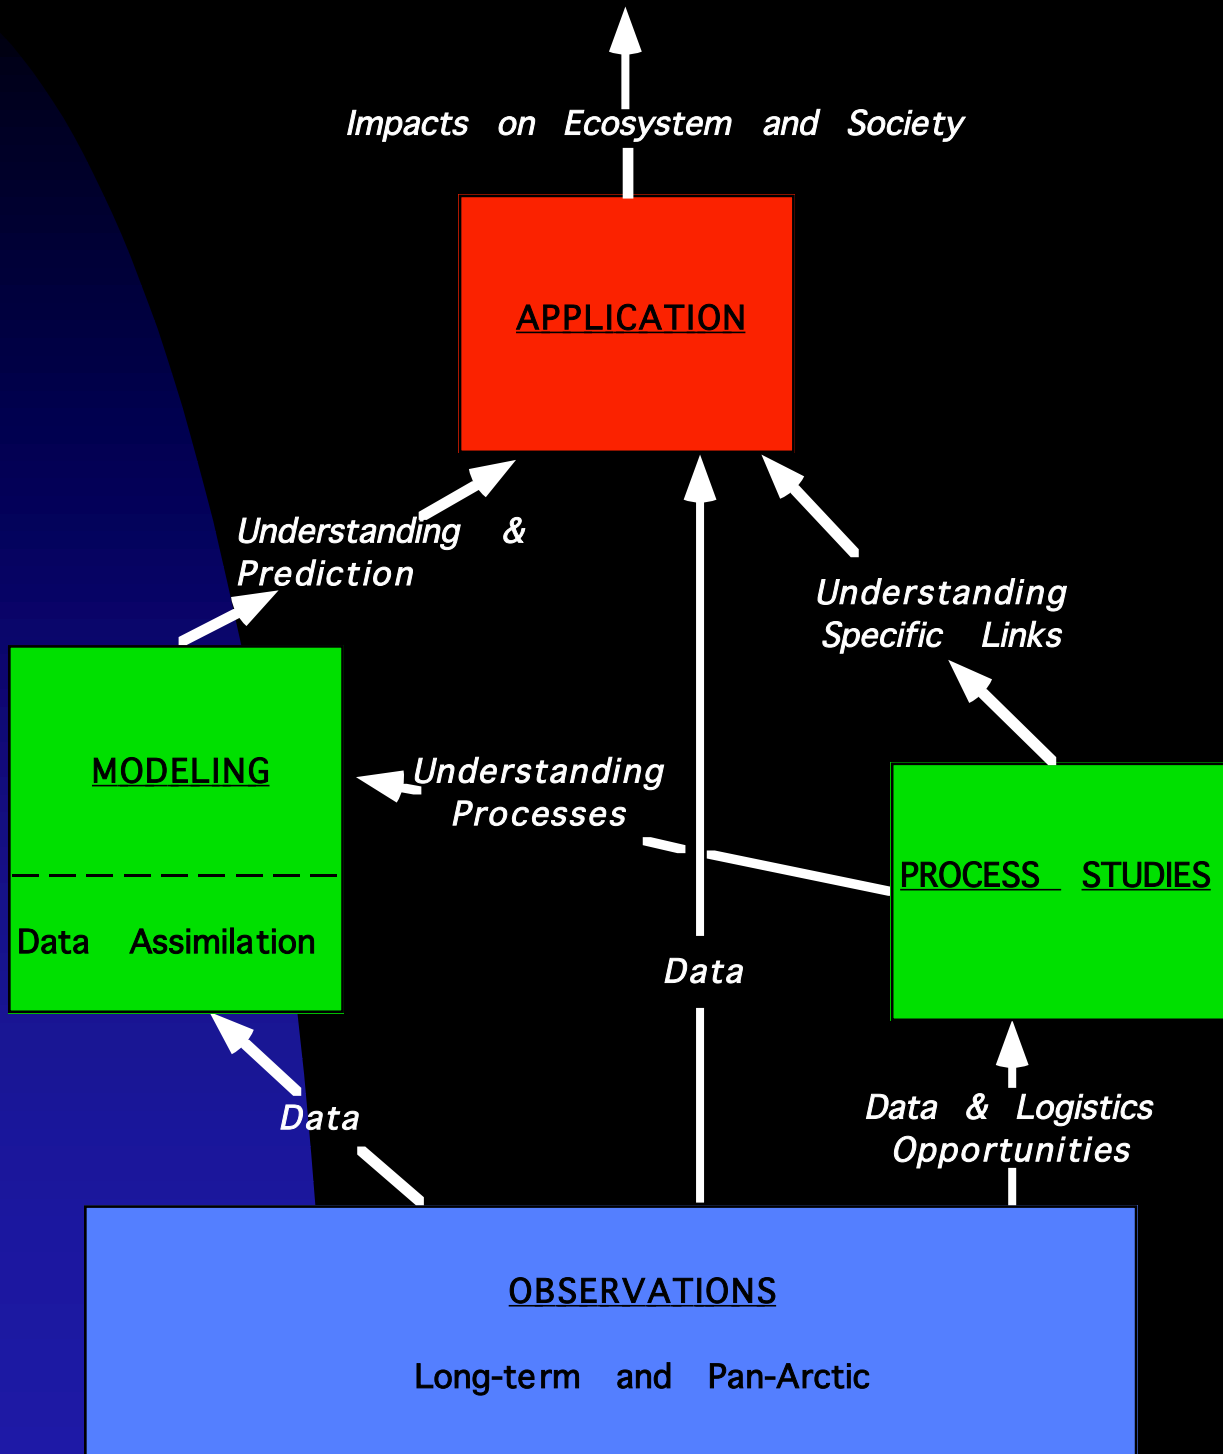 Impacts on Ecosystem and Society
APPLICATION
Understanding &
Prediction
Understanding
Specific Links
MODELING
Understanding
Processes
PROCESS STUDIES
Data Assimilation
Data
Data & Logistics
Opportunities
Data
OBSERVATIONS
Long-term and Pan-Arctic